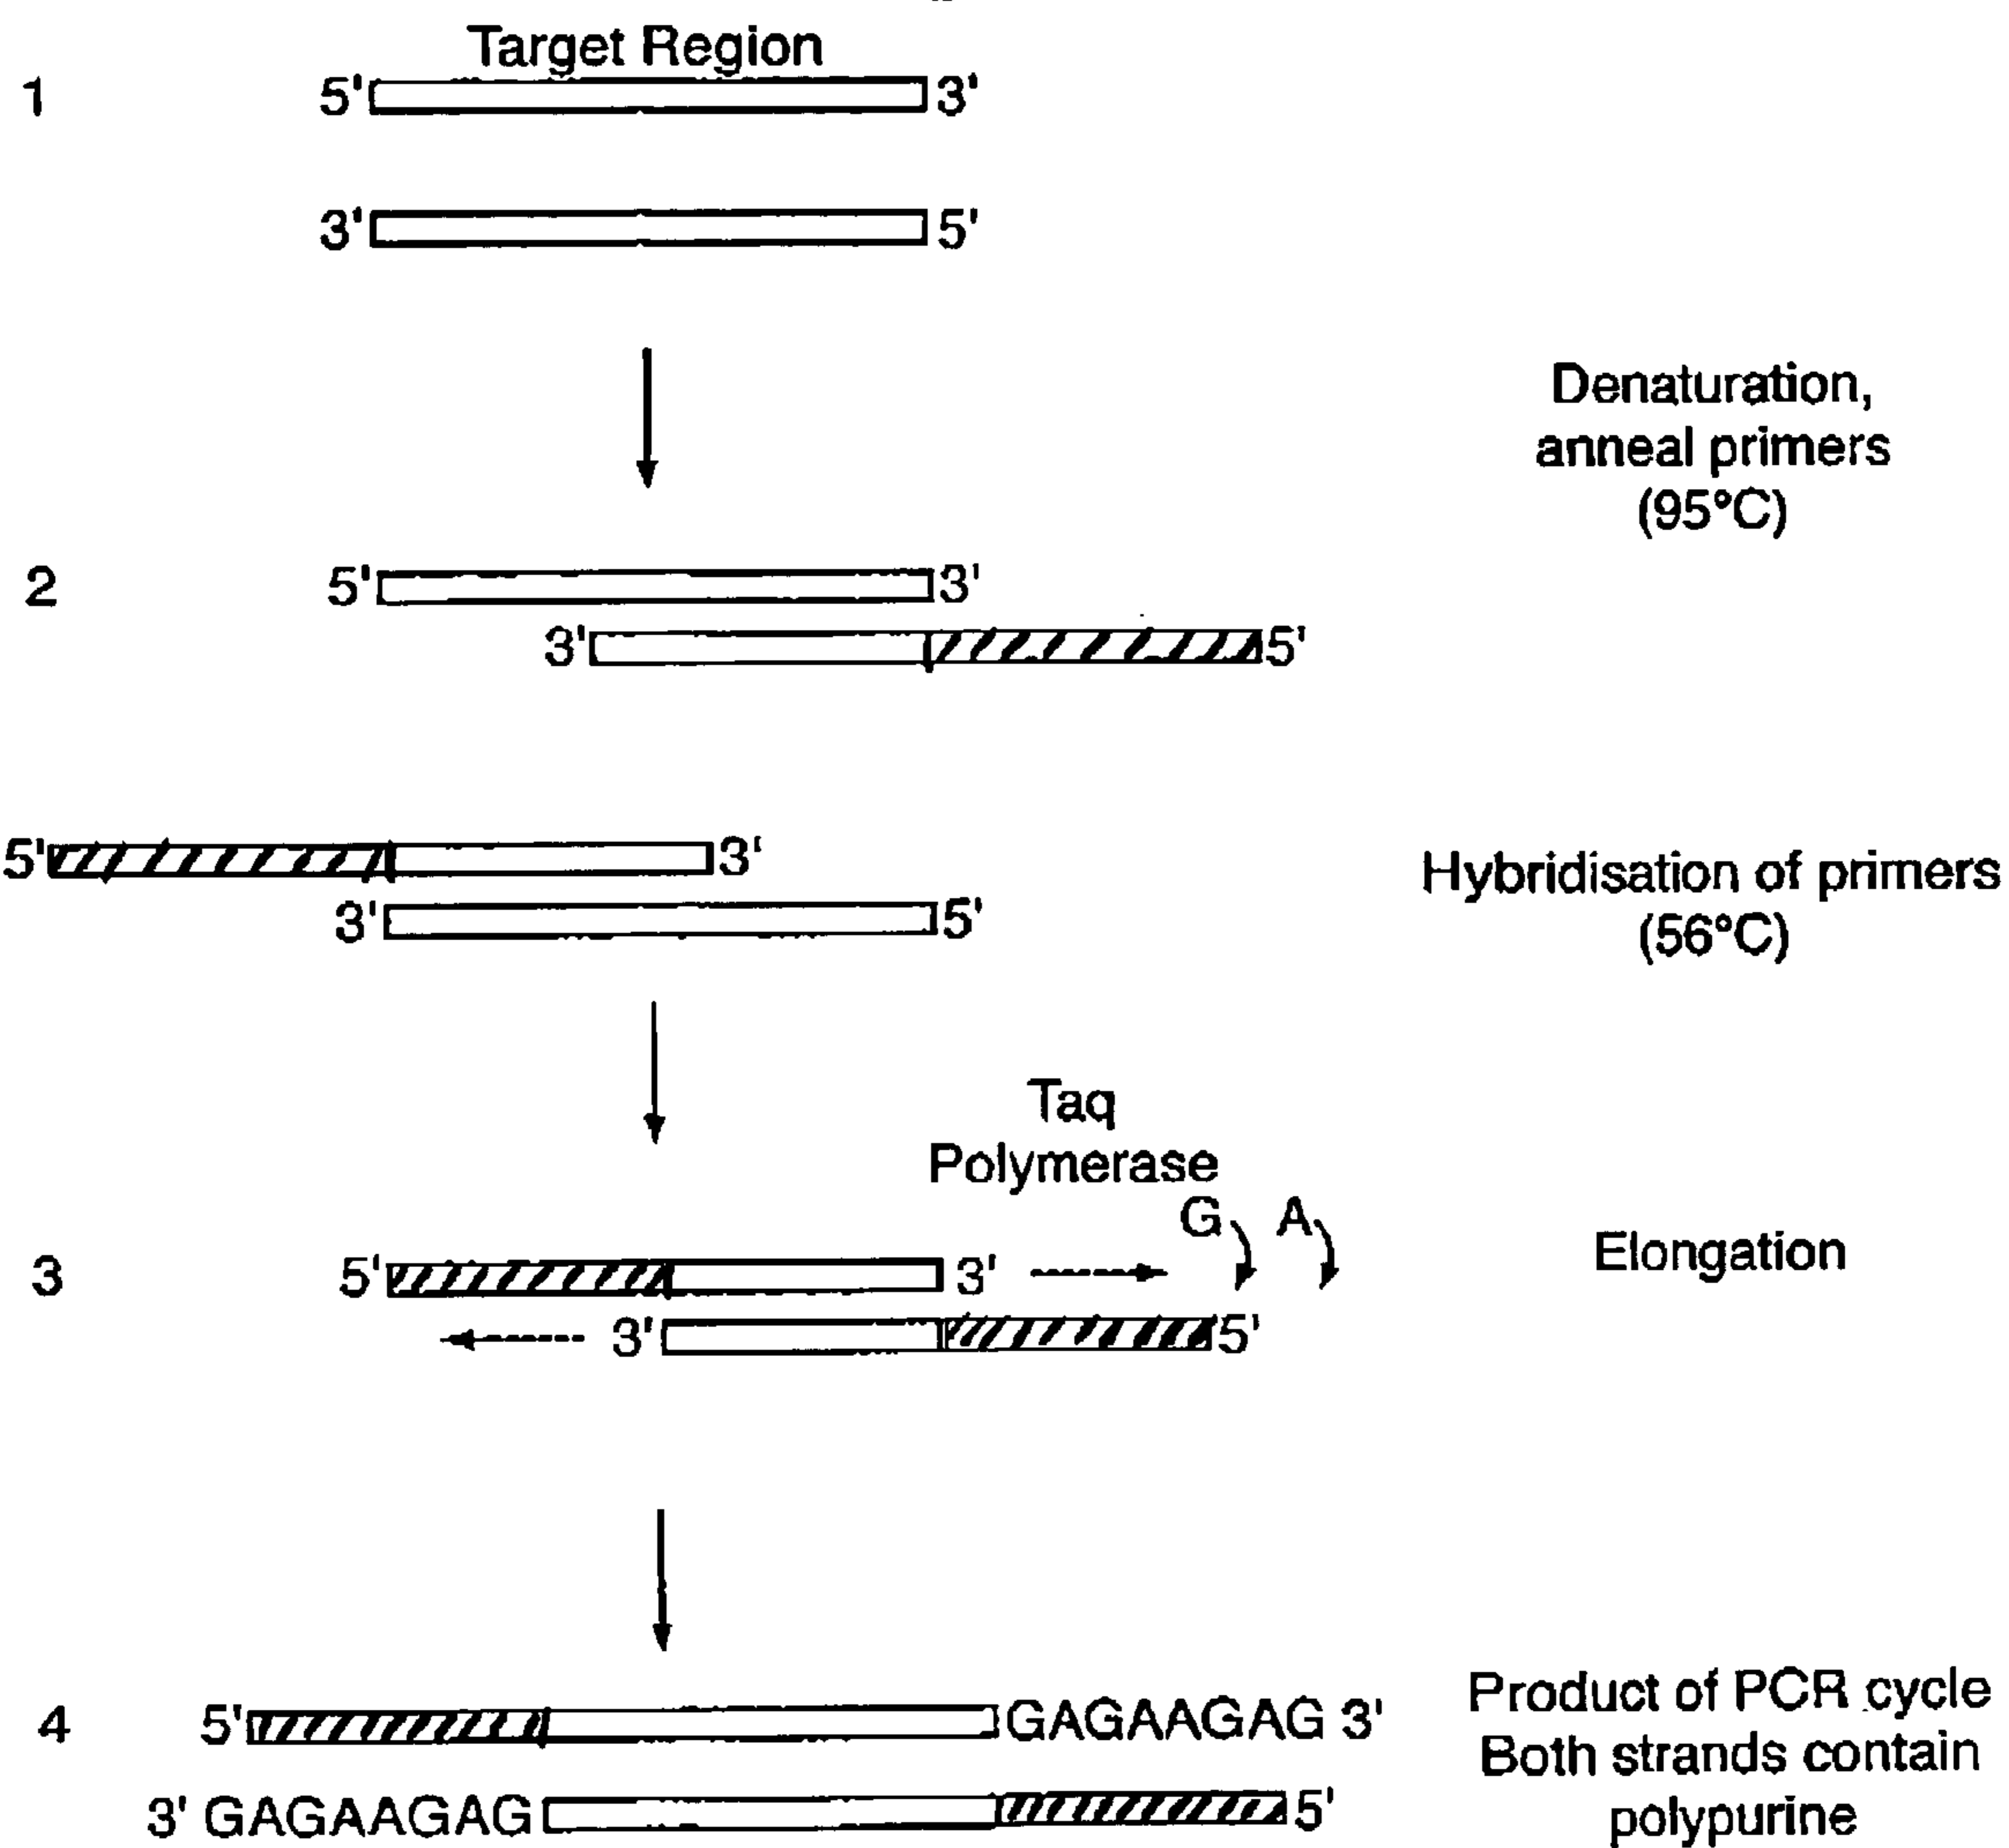 Target Region
1 5' 3'
3' 5'
Denaturation,
anneal primers
(95°C)
2 5' 3'
3' 5'
5' 3'
3' 5'
Hybridisation of primers
(56°C)
Taq
Polymerase
G A
3 5' 3' Elongation
3' 5'
4 5' GAGAAGAG 3'
3' GAGAAGAG 5'
Product of PCR cycle
Both strands contain
polypurine